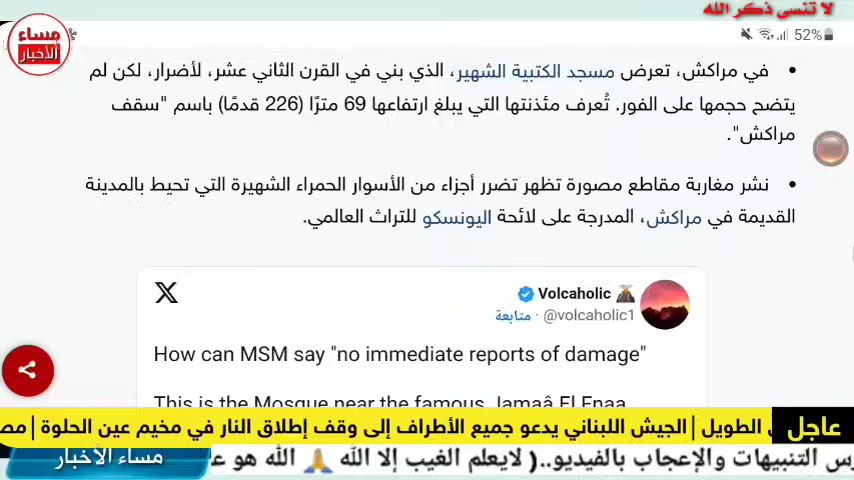 لا تنسى ذكر الله
مساء
الأخبار
52%
في مراكش، تعرض مسجد الكتبية الشهير، الذي بني في القرن الثاني عشر، لأضرار، لكن لم
يتضح حجمها على الفور. تُعرف مئذنتها التي يبلغ ارتفاعها 69 مترًا (226 قدمًا) باسم "سقف
مراكش".
نشر مغاربة مقاطع مصورة تظهر تضرر أجزاء من الأسوار الحمراء الشهيرة التي تحيط بالمدينة
القديمة في مراكش، المدرجة على لائحة اليونسكو للتراث العالمي.
Volcaholic 🌋
@volcaholic1 · متابعة
How can MSM say "no immediate reports of damage"
This is the Mosque near the famous Jamaâ El Fnaa
عاجل
الطويل | الجيش اللبناني يدعو جميع الأطراف إلى وقف إطلاق النار في مخيم عين الحلوة |
مساء الأخبار
التنبيهات والإعجاب بالفيديو..( لايعلم الغيب إلا الله 🙏 الله هو